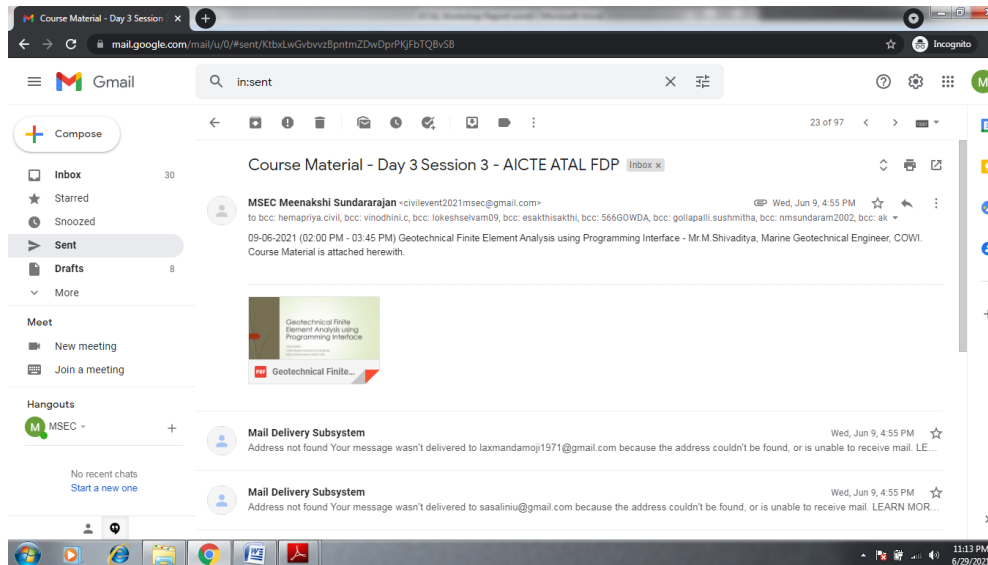 Course Material - Day 3 Session
mail.google.com/mail/u/0/#sent/KtbxLwGvbvvzBpntmZDwDprPKjFbTQBvSB
Incognito
Gmail
in:sent
M
Compose
23 of 97
Course Material - Day 3 Session 3 - AICTE ATAL FDP
Inbox x
Inbox 30
Starred
Snoozed
Sent
Drafts 8
More
MSEC Meenakshi Sundararajan <civilevent2021msec@gmail.com>
Wed, Jun 9, 4:55 PM
to bcc: hemapriya.civil, bcc: vinodhini.c, bcc: lokeshselvam09, bcc: esakthisakthi, bcc: 566GOWDA, bcc: gollapalli.sushmitha, bcc: nmsundaram2002, bcc: ak
09-06-2021 (02:00 PM - 03:45 PM) Geotechnical Finite Element Analysis using Programming Interface - Mr.M.Shivaditya, Marine Geotechnical Engineer, COWI.
Course Material is attached herewith.
Geotechnical Finite
Element Analysis using
Programming Interface
PDF
Geotechnical Finite...
Meet
New meeting
Join a meeting
Hangouts
M MSEC
No recent chats
Start a new one
Mail Delivery Subsystem
Wed, Jun 9, 4:55 PM
Address not found Your message wasn't delivered to laxmandamoji1971@gmail.com because the address couldn't be found, or is unable to receive mail. LE...
Mail Delivery Subsystem
Wed, Jun 9, 4:55 PM
Address not found Your message wasn't delivered to sasaliniu@gmail.com because the address couldn't be found, or is unable to receive mail. LEARN MOR...
11:13 PM
6/29/2021